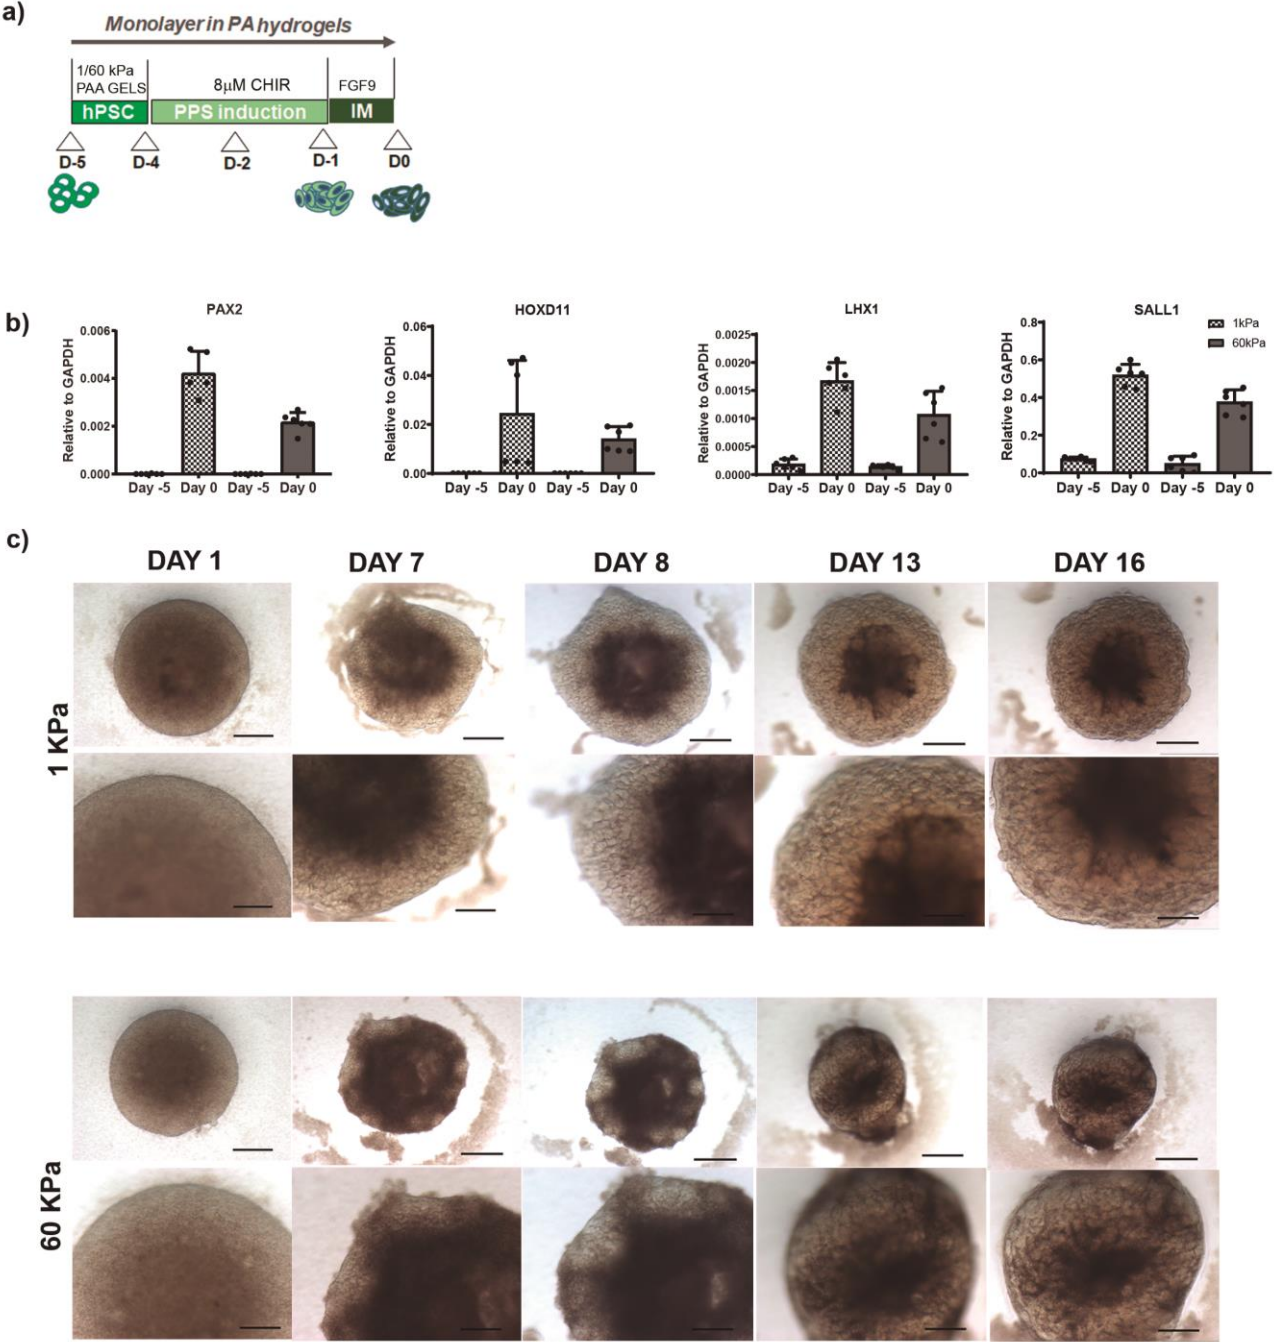 a)
Monolayer in PA hydrogels
1/60 kPa
PAA GELS
8µM CHIR
FGF9
hPSC
PPS induction
IM
D-5
D-4
D-2
D-1
D0
b)
PAX2
Relative to GAPDH
0.006
0.004
0.002
0.000
Day -5
Day 0
Day -5
Day 0
HOXD11
Relative to GAPDH
0.06
0.04
0.02
0.00
Day -5
Day 0
Day -5
Day 0
LHX1
Relative to GAPDH
0.0025
0.0020
0.0015
0.0010
0.0005
0.0000
Day -5
Day 0
Day -5
Day 0
SALL1
Relative to GAPDH
0.8
0.6
0.4
0.2
0.0
Day -5
Day 0
Day -5
Day 0
1kPa
60kPa
c)
DAY 1
DAY 7
DAY 8
DAY 13
DAY 16
1 KPa
60 KPa